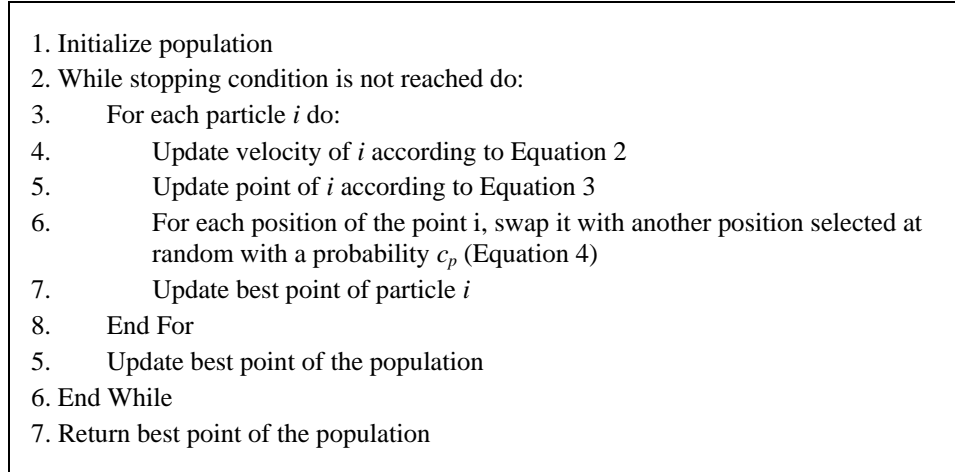 1. Initialize population
2. While stopping condition is not reached do:
3. For each particle i do:
4. Update velocity of i according to Equation 2
5. Update point of i according to Equation 3
6. For each position of the point i, swap it with another position selected at
random with a probability cp (Equation 4)
7. Update best point of particle i
8. End For
5. Update best point of the population
6. End While
7. Return best point of the population